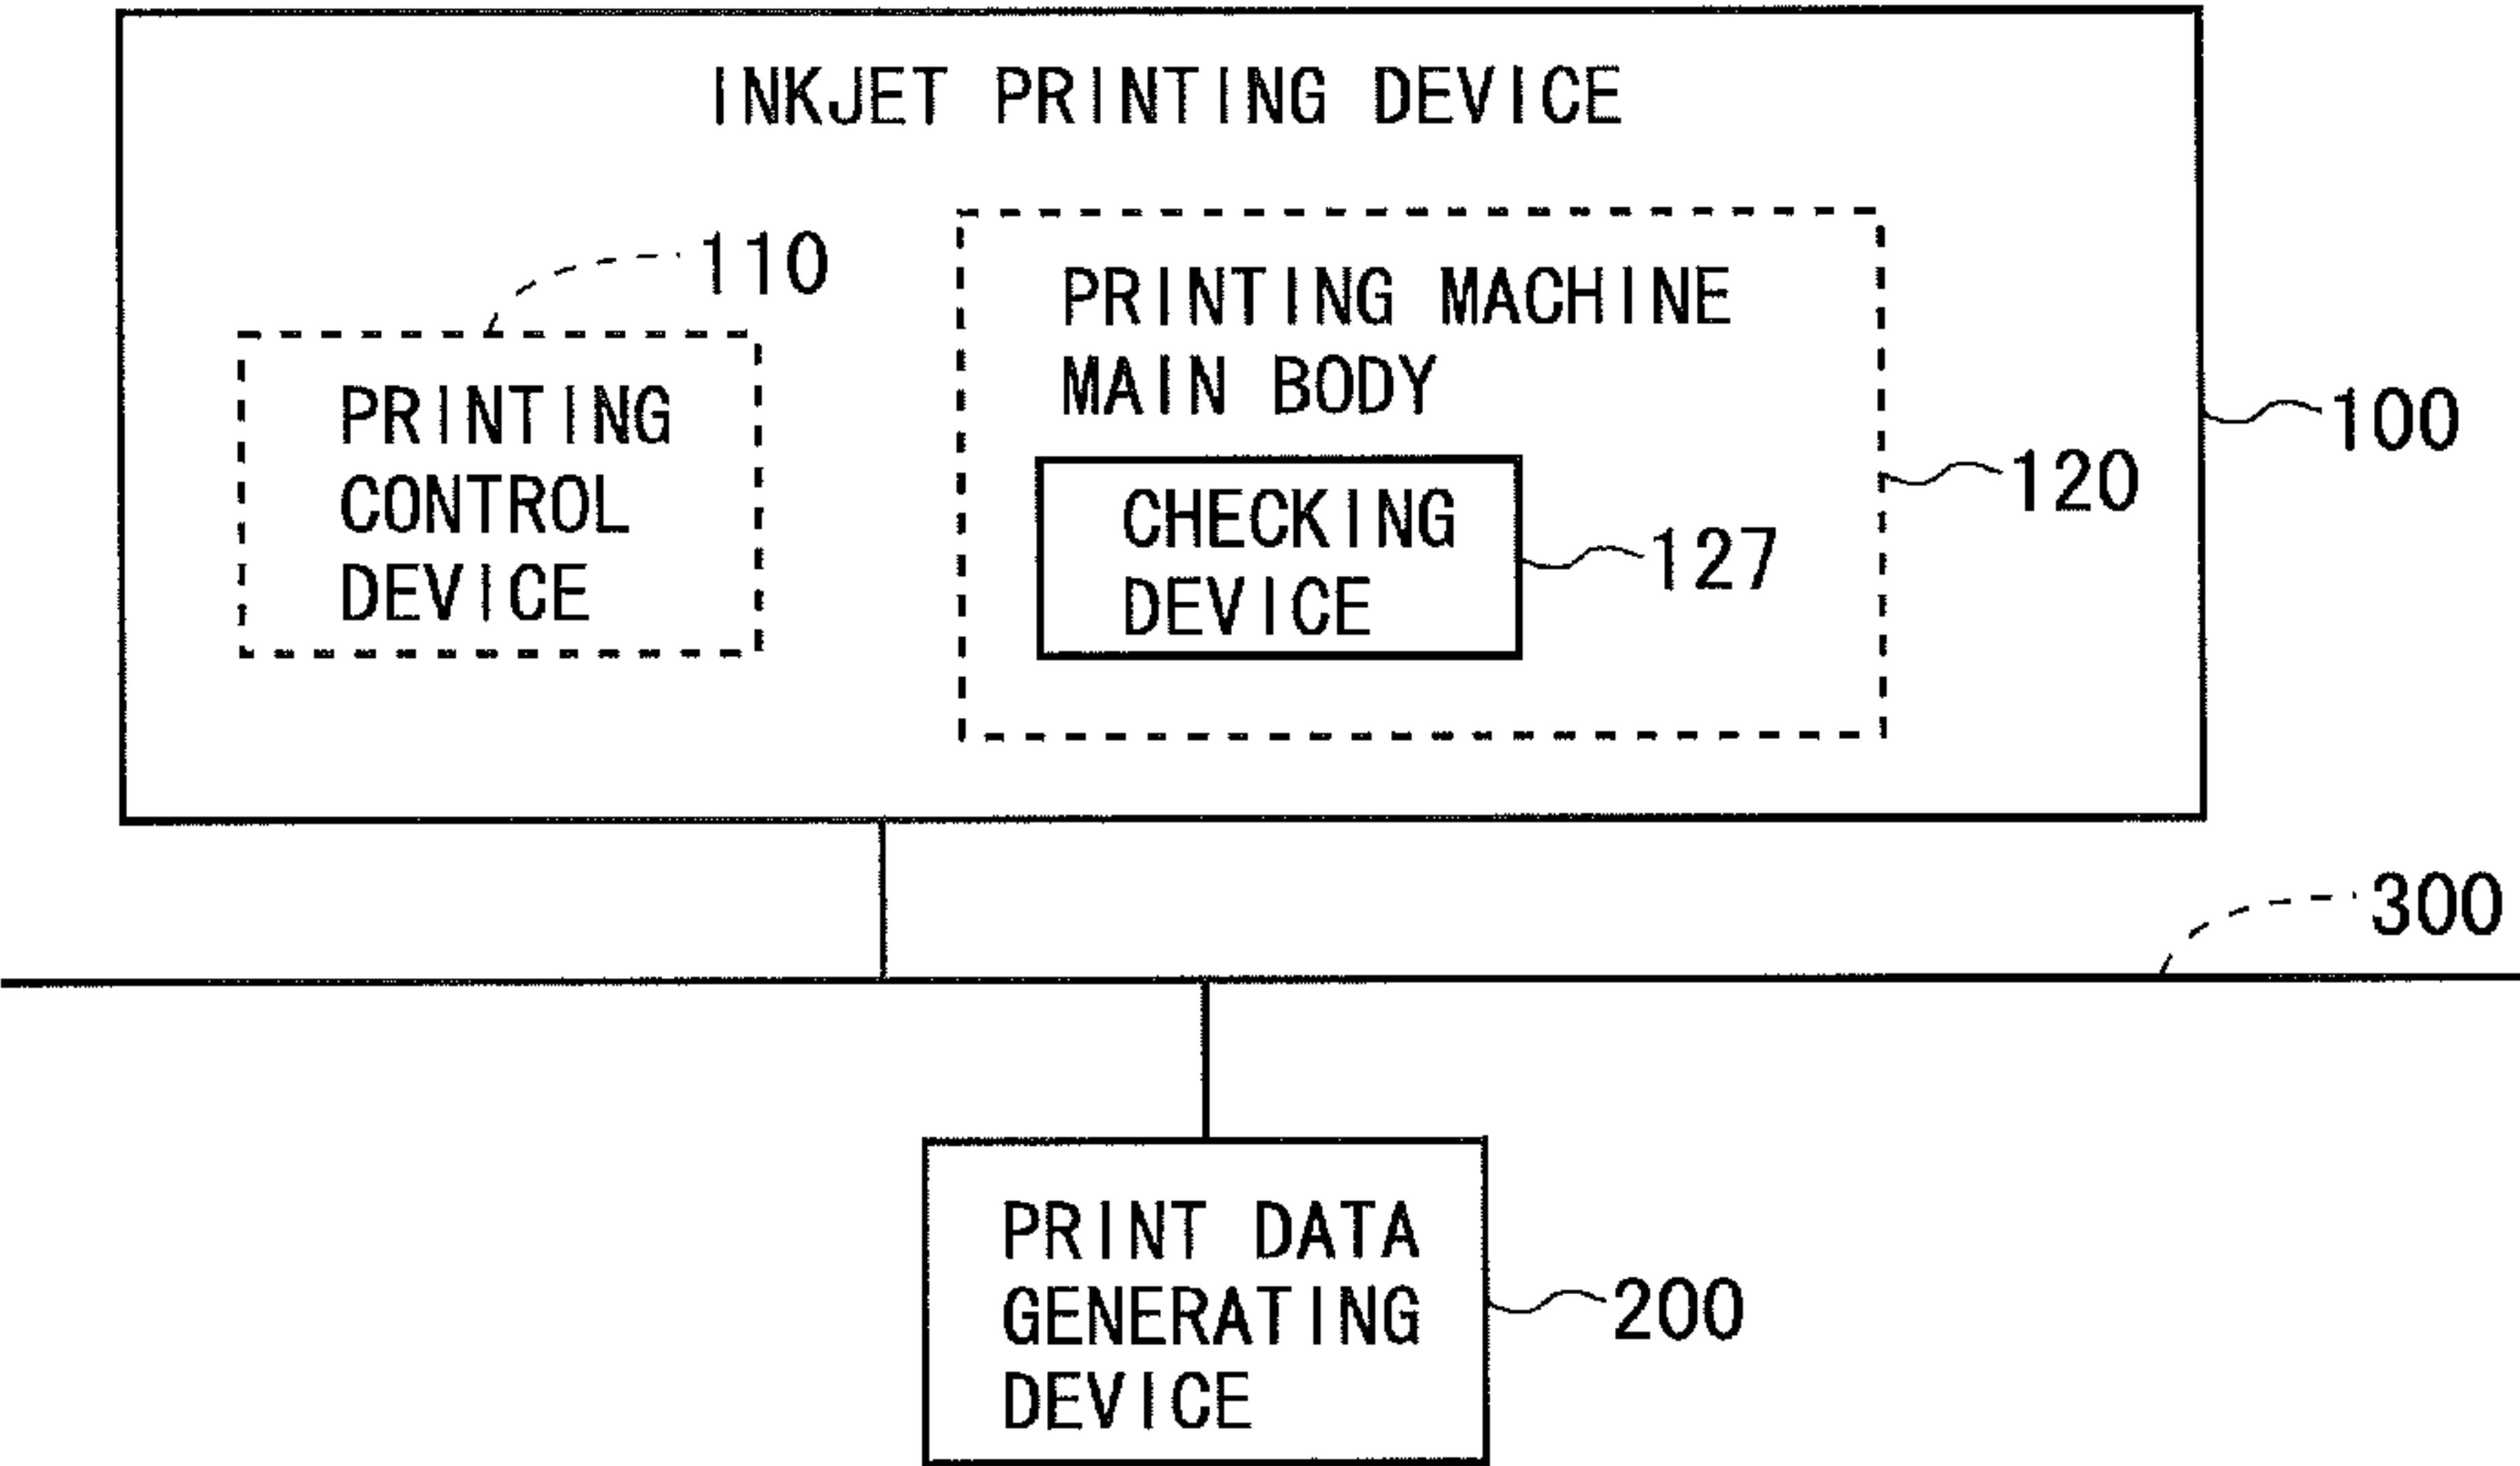 INKJET PRINTING DEVICE
110
PRINTING
CONTROL
DEVICE
PRINTING MACHINE
MAIN BODY
CHECKING
DEVICE
127
120
100
300
PRINT DATA
GENERATING
DEVICE
200